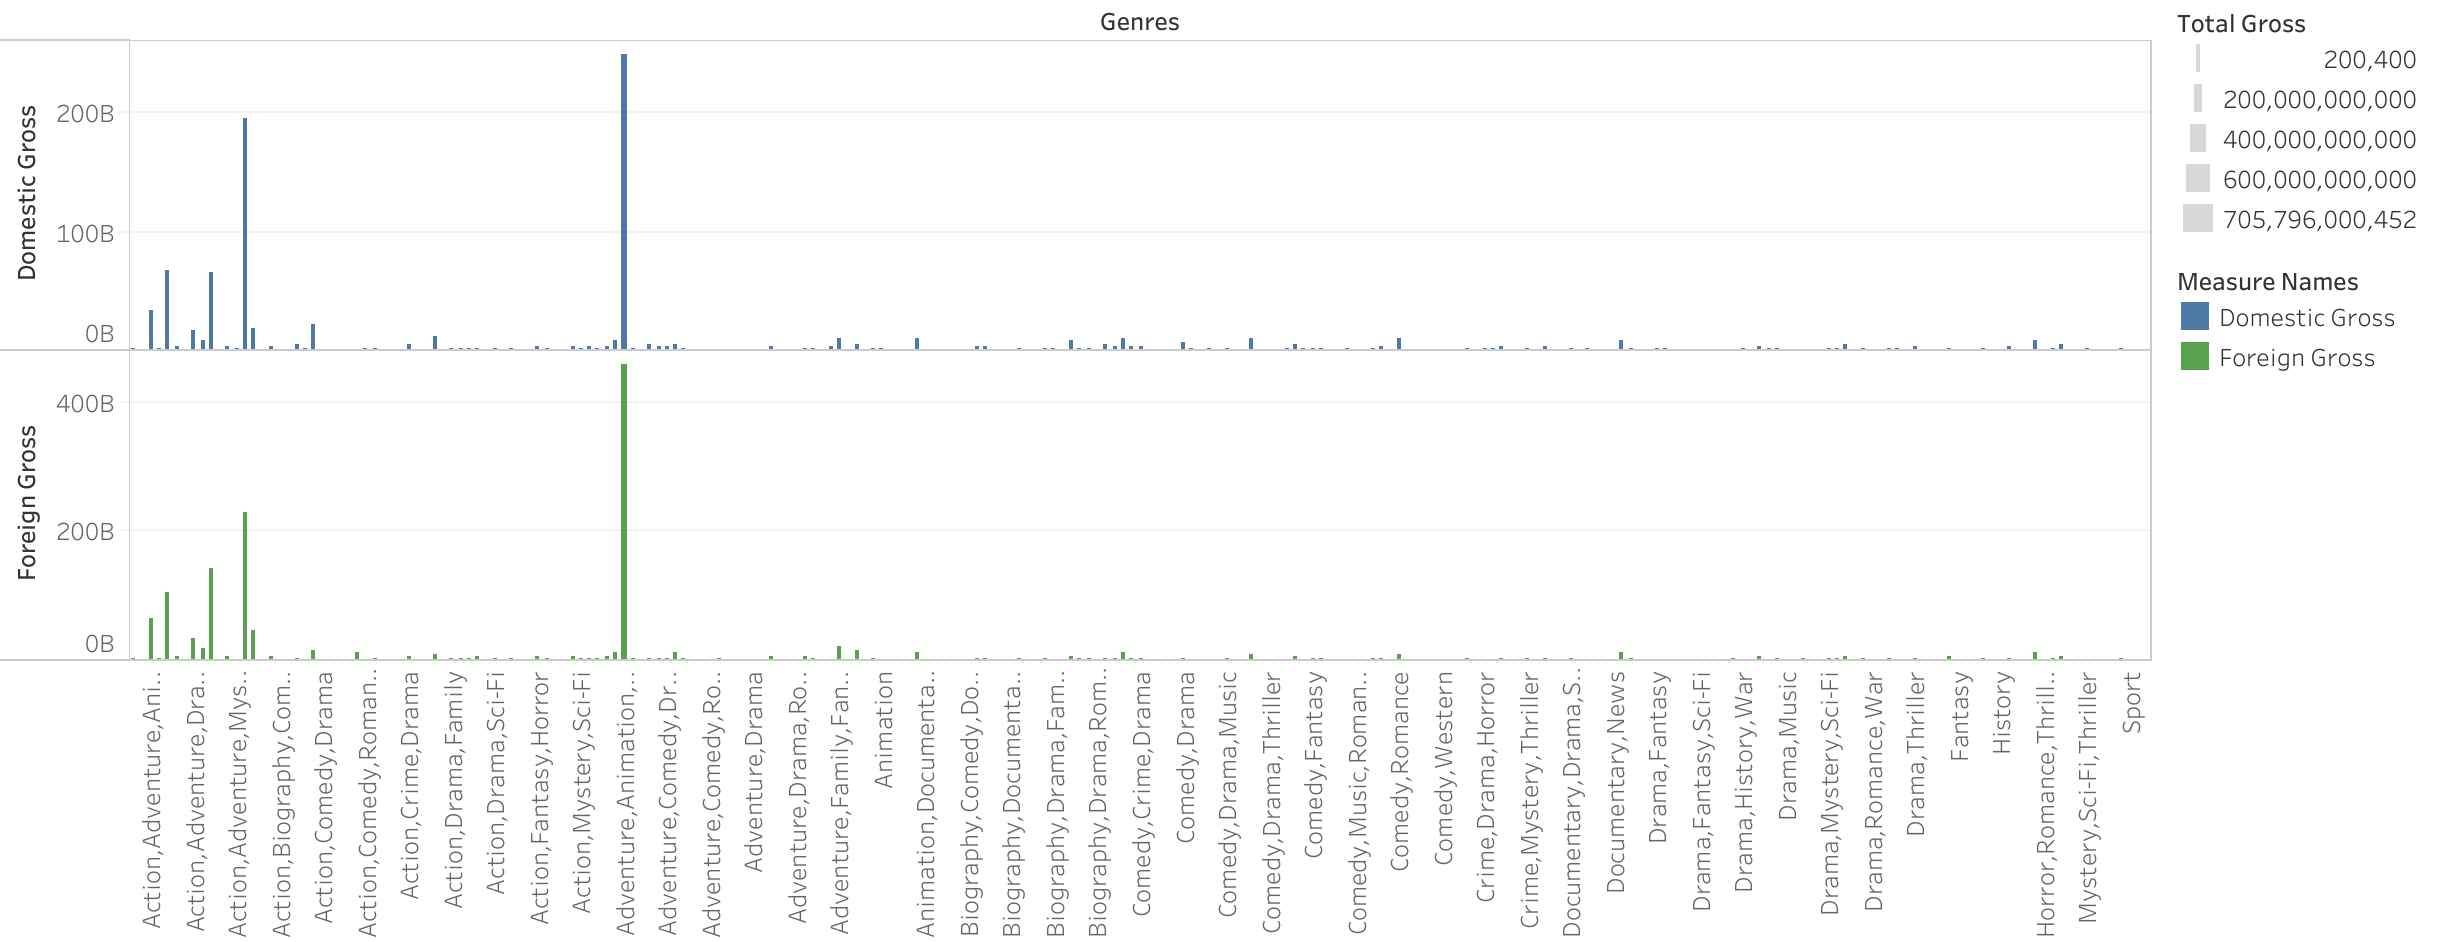 Genres
Domestic Gross
200B
100B
0B
Foreign Gross
400B
200B
0B
Action,Adventure,Ani..
Action,Adventure,Dra..
Action,Adventure,Mys..
Action,Biography,Com..
Action,Comedy,Drama
Action,Comedy,Roman..
Action,Crime,Drama
Action,Drama,Family
Action,Drama,Sci-Fi
Action,Fantasy,Horror
Action,Mystery,Sci-Fi
Adventure,Animation,..
Adventure,Comedy,Dr..
Adventure,Comedy,Ro..
Adventure,Drama
Adventure,Drama,Ro..
Adventure,Family,Fan..
Animation
Animation,Documenta..
Biography,Comedy,Do..
Biography,Documenta..
Biography,Drama,Fam..
Biography,Drama,Rom..
Comedy,Crime,Drama
Comedy,Drama
Comedy,Drama,Music
Comedy,Drama,Thriller
Comedy,Fantasy
Comedy,Music,Roman..
Comedy,Romance
Comedy,Western
Crime,Drama,Horror
Crime,Mystery,Thriller
Documentary,Drama,S..
Documentary,News
Drama,Fantasy
Drama,Fantasy,Sci-Fi
Drama,History,War
Drama,Music
Drama,Mystery,Sci-Fi
Drama,Romance,War
Drama,Thriller
Fantasy
History
Horror,Romance,Thrill..
Mystery,Sci-Fi,Thriller
Sport
Total Gross
200,400
200,000,000,000
400,000,000,000
600,000,000,000
705,796,000,452
Measure Names
Domestic Gross
Foreign Gross